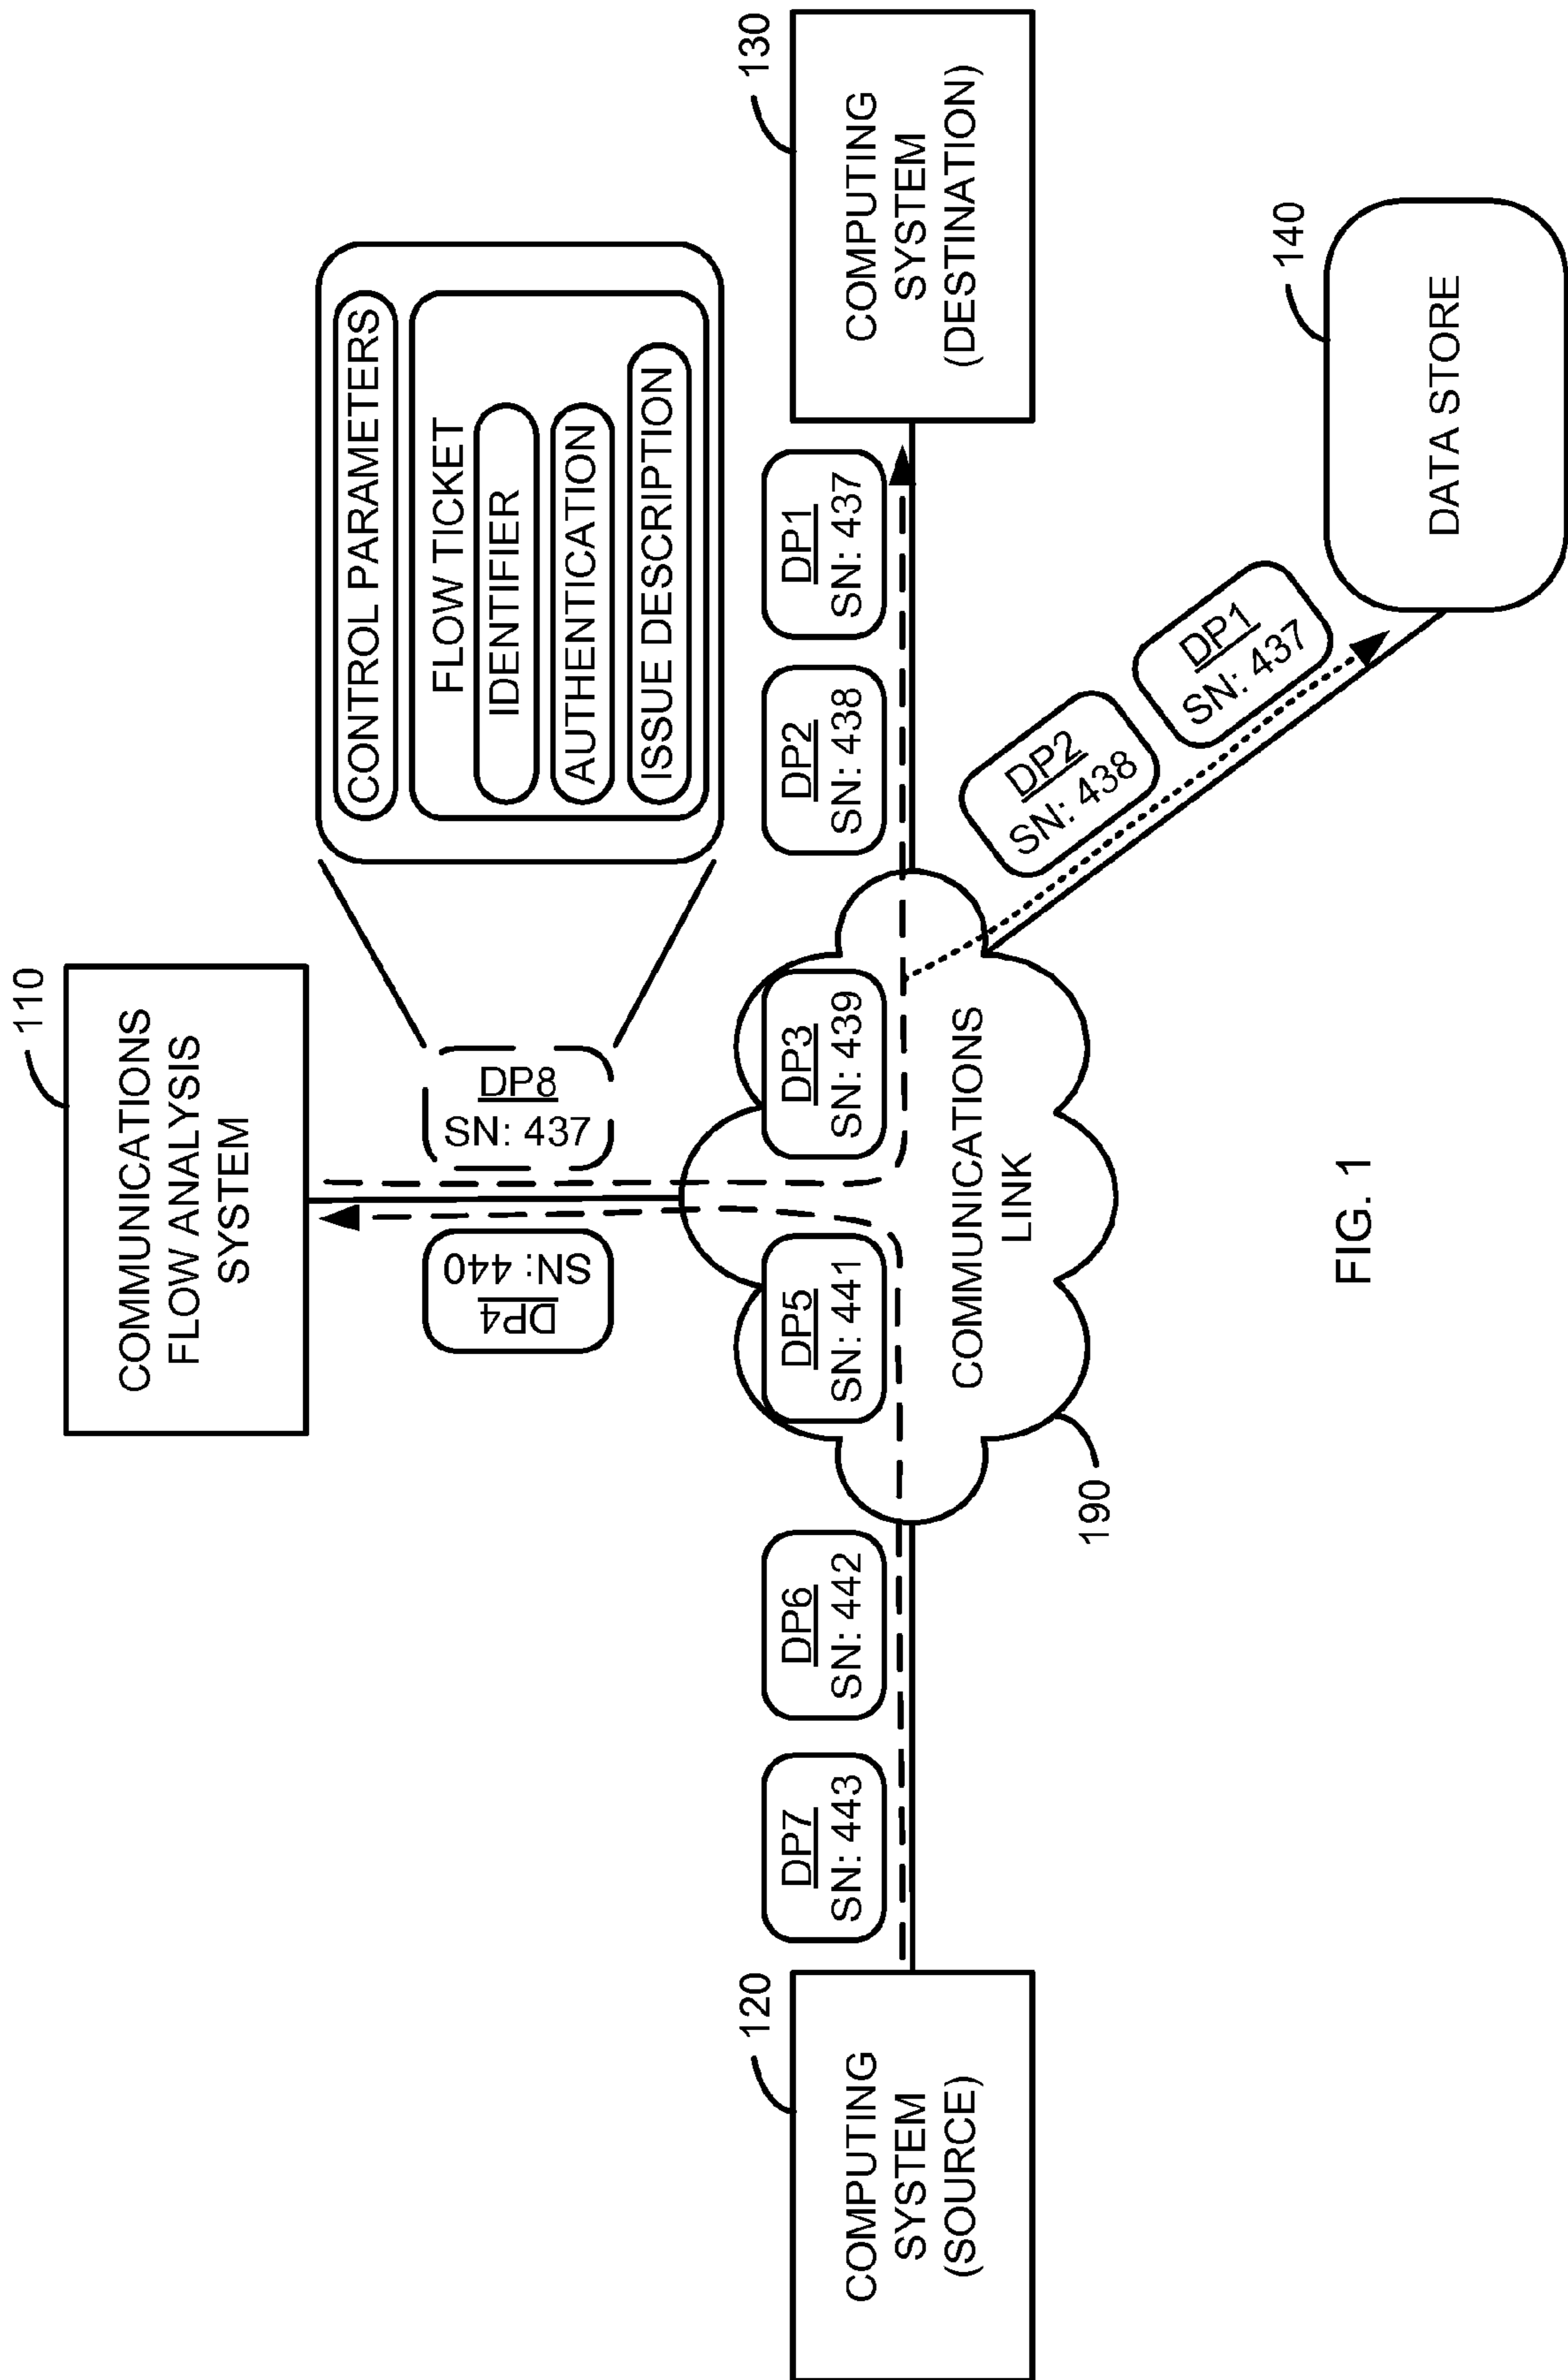 110
COMMUNICATIONS
FLOW ANALYSIS
SYSTEM
CONTROL PARAMETERS
FLOW TICKET
IDENTIFIER
AUTHENTICATION
ISSUE DESCRIPTION
DP4
SN: 440
DP8
SN: 437
120
COMPUTING
SYSTEM
(SOURCE)
DP7
SN: 443
DP6
SN: 442
DP5
SN: 441
DP3
SN: 439
DP2
SN: 438
DP1
SN: 437
130
COMPUTING
SYSTEM
(DESTINATION)
COMMUNICATIONS
LINK
190
DP2
SN: 438
DP1
SN: 437
140
DATA STORE
FIG. 1